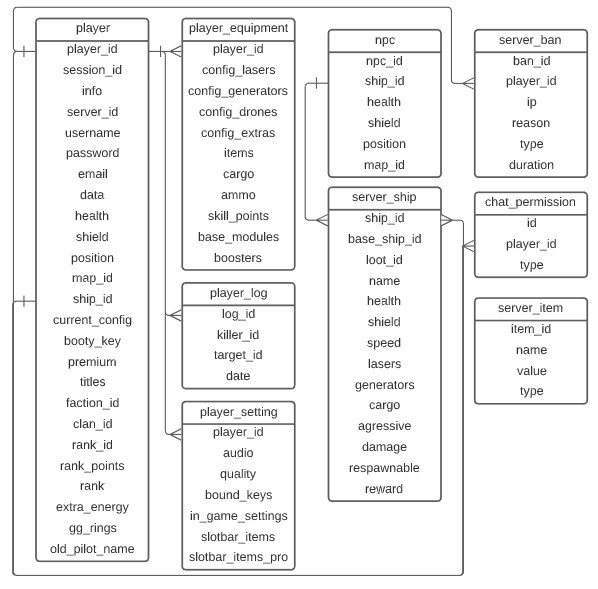 player
player_id
session_id
info
server_id
username
password
email
data
health
shield
position
map_id
ship_id
current_config
booty_key
premium
titles
faction_id
clan_id
rank_id
rank_points
rank
extra_energy
gg_rings
old_pilot_name
player_equipment
player_id
config_lasers
config_generators
config_drones
config_extras
items
cargo
ammo
skill_points
base_modules
boosters
player_log
log_id
killer_id
target_id
date
player_setting
player_id
audio
quality
bound_keys
in_game_settings
slotbar_items
slotbar_items_pro
npc
npc_id
ship_id
health
shield
position
map_id
server_ship
ship_id
base_ship_id
loot_id
name
health
shield
speed
lasers
generators
cargo
agressive
damage
respawnable
reward
server_ban
ban_id
player_id
ip
reason
type
duration
chat_permission
id
player_id
type
server_item
item_id
name
value
type